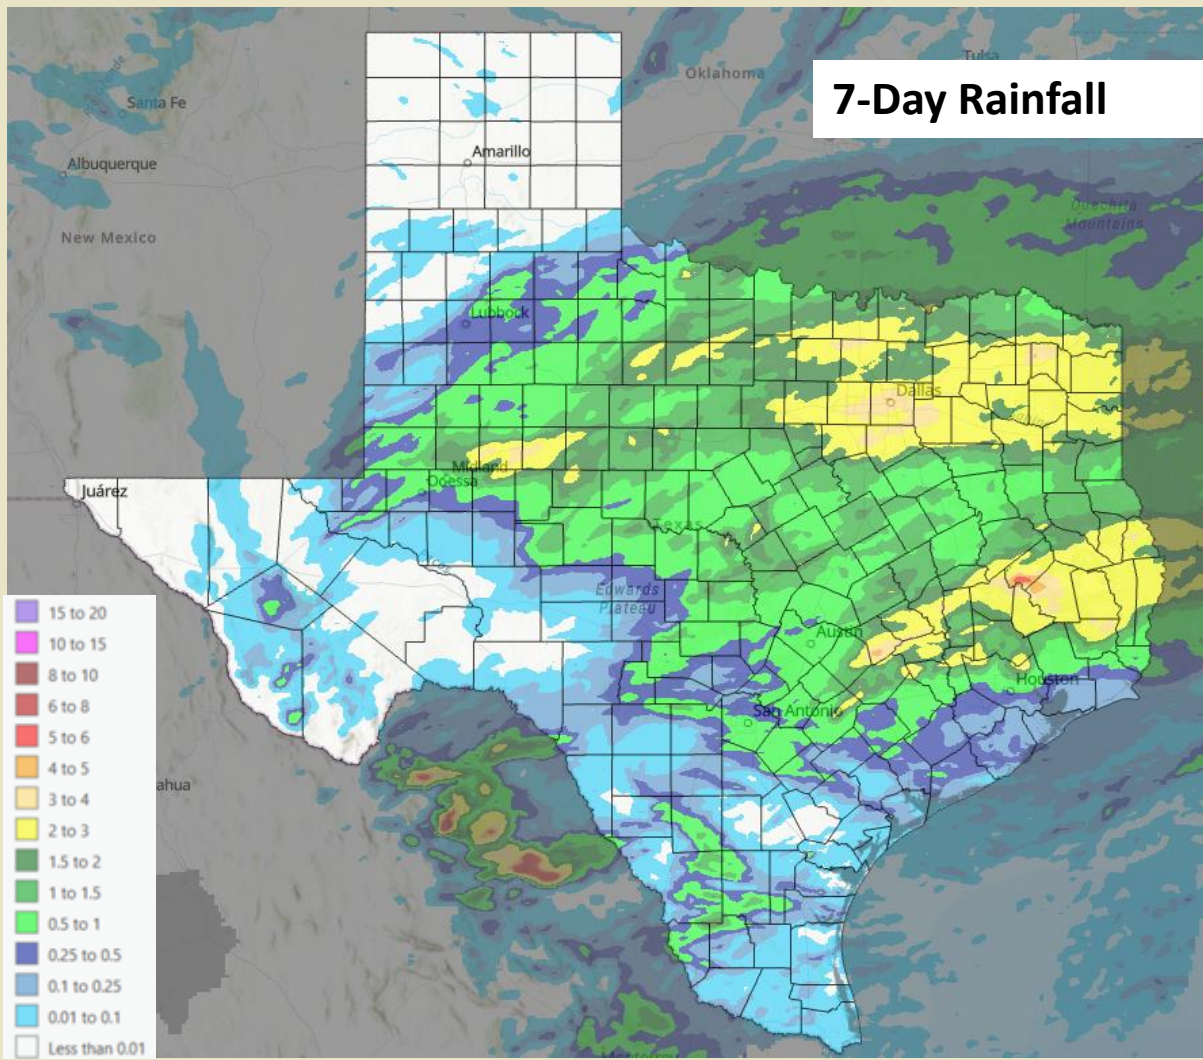 Tulsa
Oklahoma
7-Day Rainfall
Santa Fe
Amarillo
Albuquerque
Ouachita
Mountains
New Mexico
Lubbock
Dallas
Midland
Odessa
Juárez
Texas
Edwards
Plateau
Austin
Houston
San Antonio
ahua
Monterrey
15 to 20
10 to 15
8 to 10
6 to 8
5 to 6
4 to 5
3 to 4
2 to 3
1.5 to 2
1 to 1.5
0.5 to 1
0.25 to 0.5
0.1 to 0.25
0.01 to 0.1
Less than 0.01